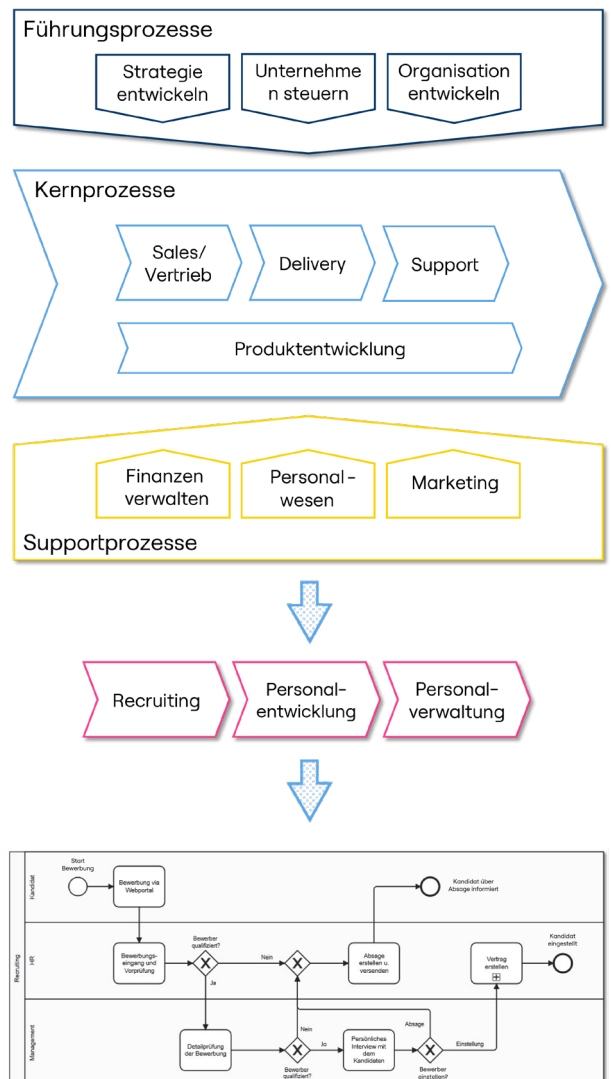 Führungsprozesse
Strategie
entwickeln
Unternehme
n steuern
Organisation
entwickeln
Kernprozesse
Sales/
Vertrieb
Delivery
Support
Produktentwicklung
Finanzen
verwalten
Personal-
wesen
Marketing
Supportprozesse
Recruiting
Personal-
entwicklung
Personal-
verwaltung
Recruiting
Kandidat
Start
Bewerbung
Bewerbung via
Webportal
Kandidat über
Absage informiert
HR
Bewerbungs-
eingang und
Vorprüfung
Bewerber
qualifiziert?
Nein
Ja
Absage
erstellen u.
versenden
Vertrag
erstellen
Kandidat
eingestellt
Management
Detailprüfung
der Bewerbung
Nein
Ja
Bewerber
qualifiziert?
Persönliches
Interview mit
dem
Kandidaten
Absage
Einstellung
Bewerber
einstellen?